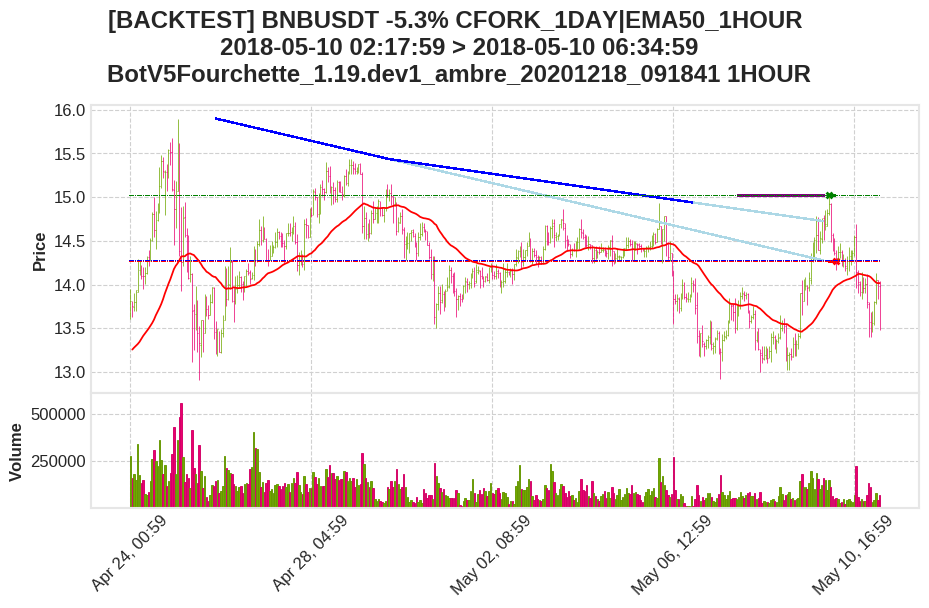 [BACKTEST] BNBUSDT -5.3% CFORK_1DAY|EMA50_1HOUR
2018-05-10 02:17:59 > 2018-05-10 06:34:59
BotV5Fourchette_1.19.dev1_ambre_20201218_091841 1HOUR
16.0
15.5
15.0
14.5
14.0
13.5
13.0
Price
500000
250000
Volume
Apr 24, 00:59
Apr 28, 04:59
May 02, 08:59
May 06, 12:59
May 10, 16:59